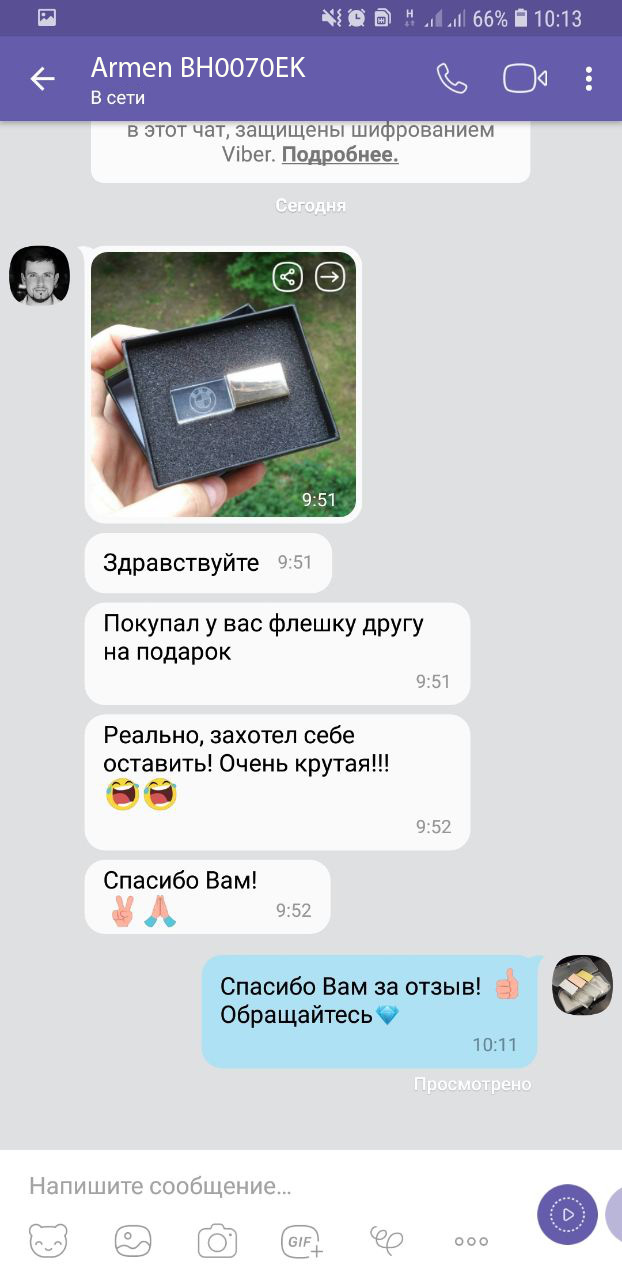 66% 10:13
Armen BH0070EK
В сети
в этот чат, защищены шифрованием
Viber. Подробнее.
Сегодня
9:51
Здравствуйте 9:51
Покупал у вас флешку другу
на подарок
9:51
Реально, захотел себе
оставить! Очень крутая!!!
😂😂
9:52
Спасибо Вам!
✌🙏 9:52
Спасибо Вам за отзыв! 👍
Обращайтесь💎
10:11
Просмотрено
Напишите сообщение...
GIF